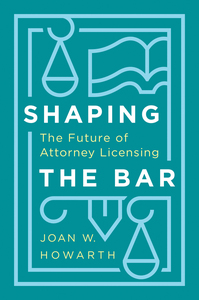 SHAPING
The Future of
Attorney Licensing
THE BAR
JOAN W.
HOWARTH